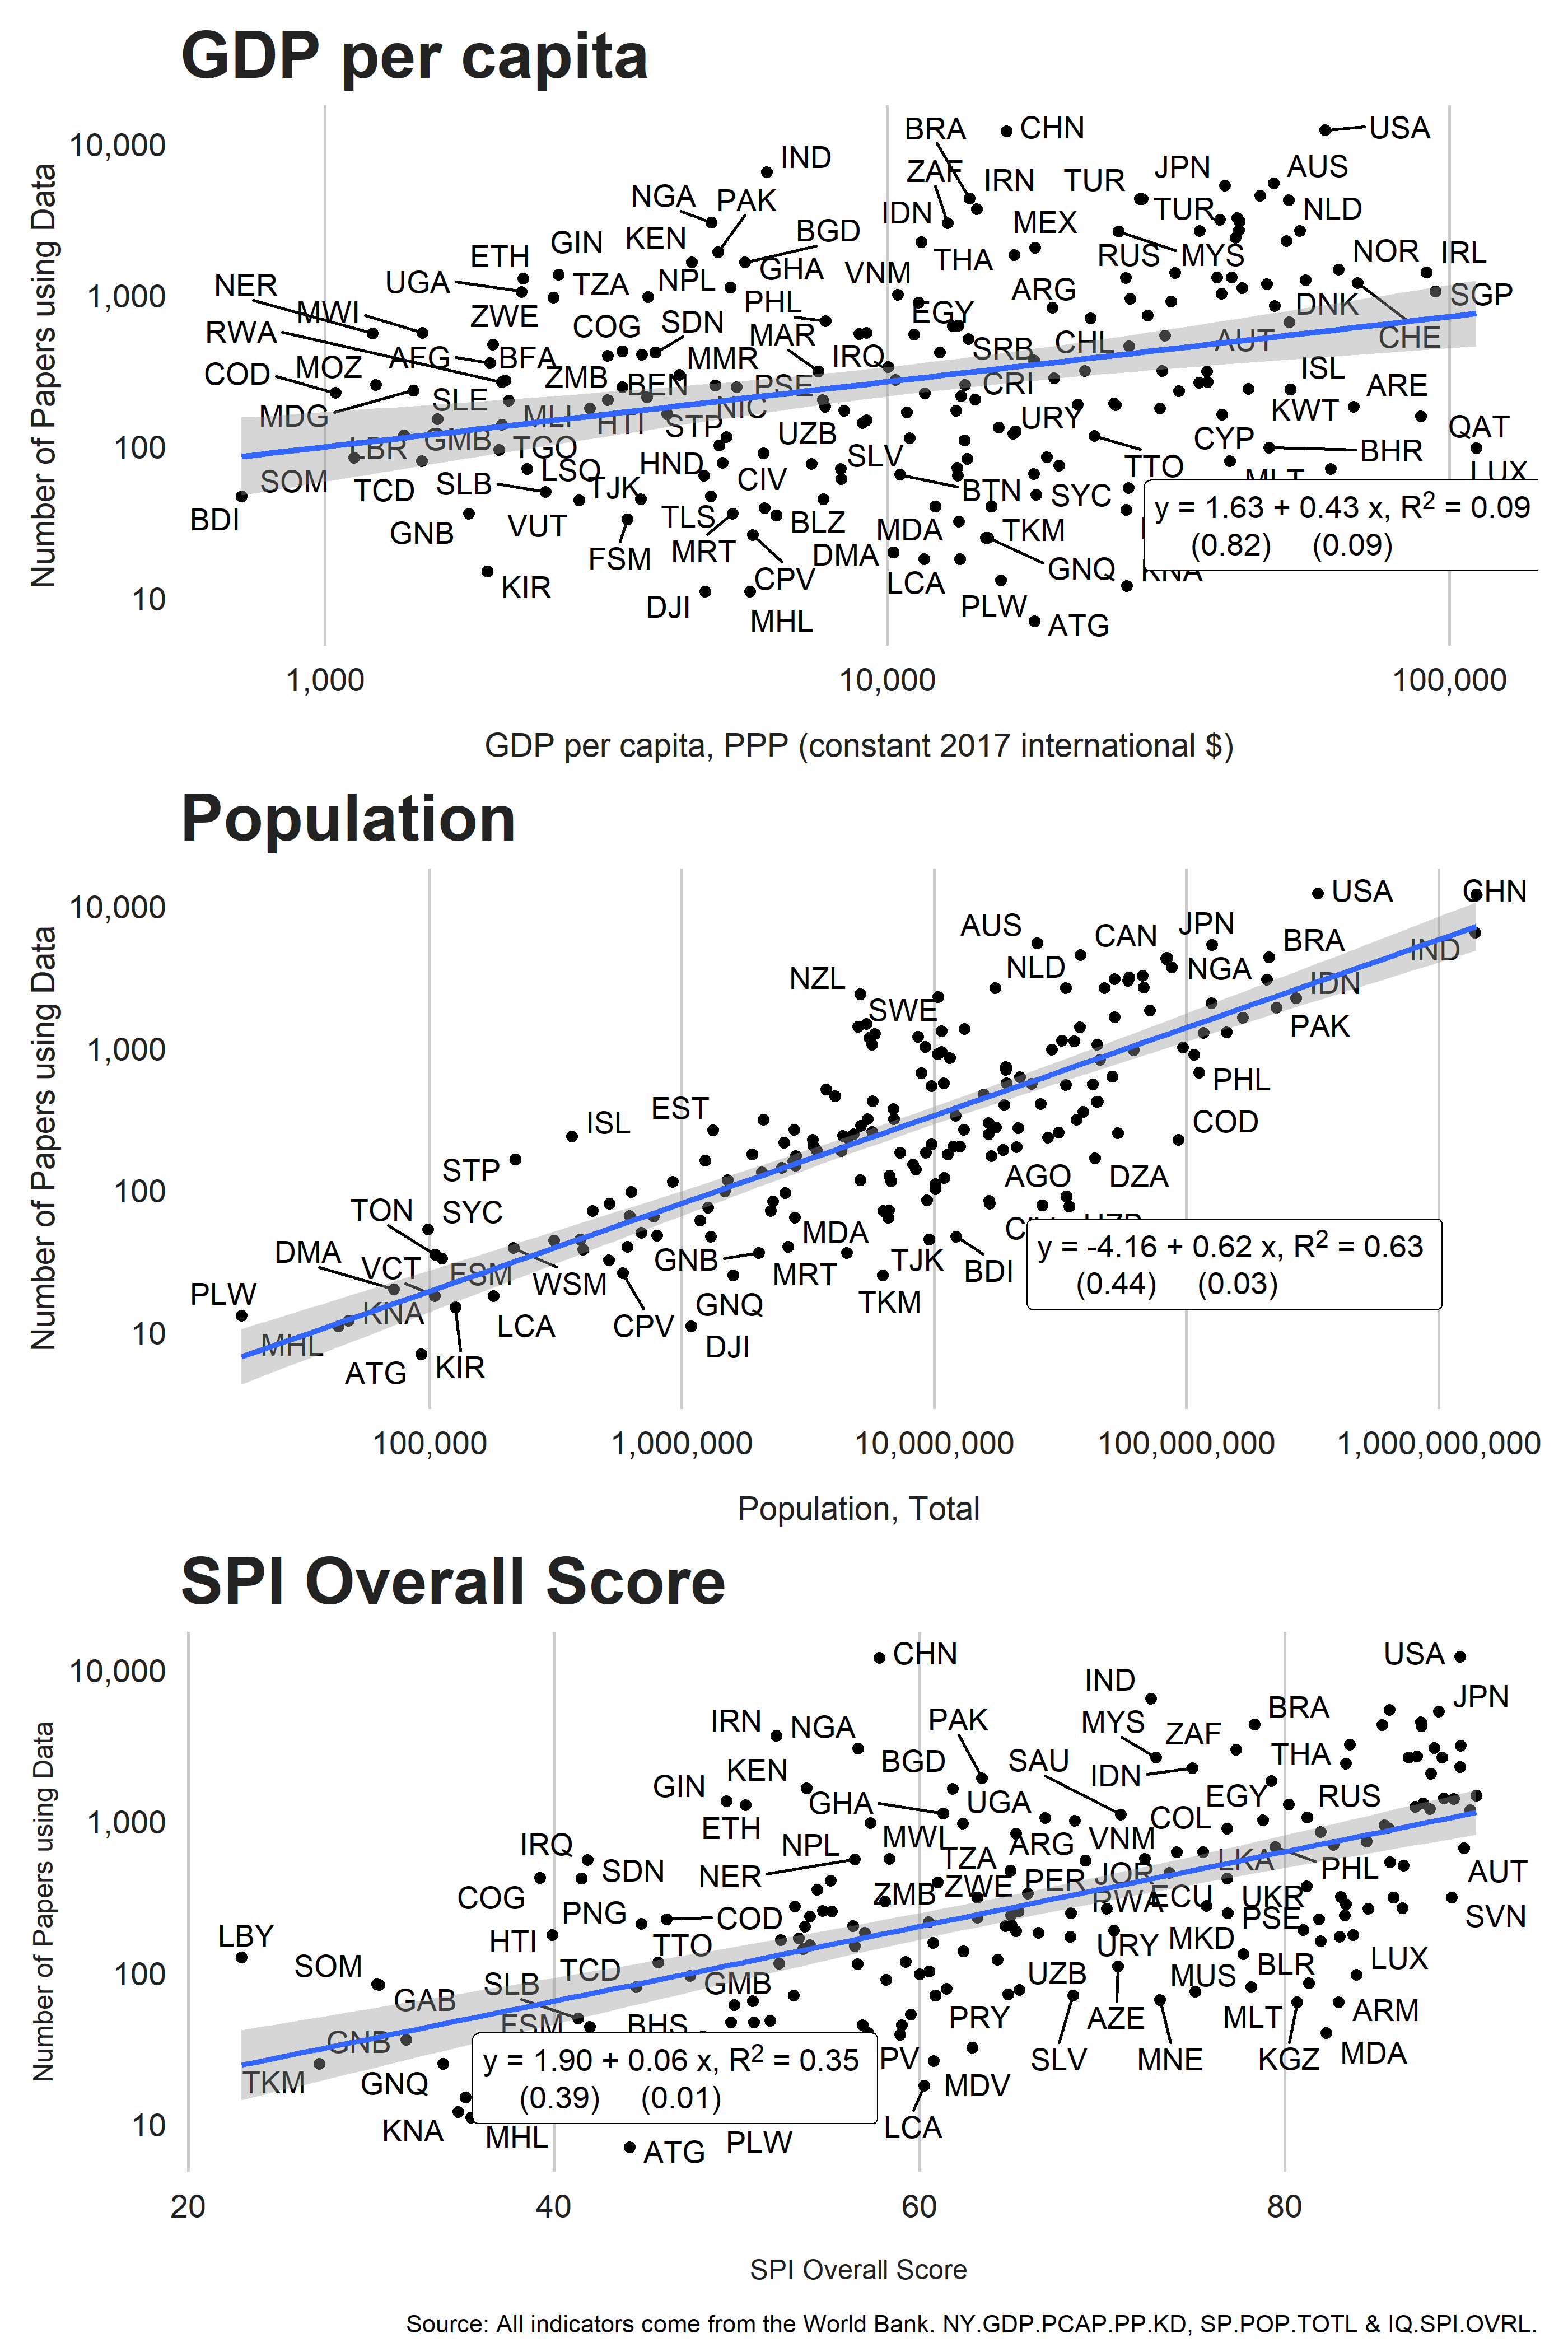 GDP per capita
Number of Papers using Data
10,000
1,000
100
10
BRA
CHN
USA
IND
ZAF
IRN
TUR
JPN
AUS
NGA
PAK
IDN
MEX
TUR
NLD
ETH
GIN
KEN
BGD
THA
RUS
MYS
NOR
IRL
NER
UGA
TZA
NPL
GHA
VNM
ARG
DNK
SGP
MWI
ZWE
COG
SDN
PHL
EGY
RWA
MAR
SRB
CHL
AUT
CHE
COD
MOZ
AFG
BFA
ZMB
BEN
MMR
PSE
IRQ
CRI
ISL
ARE
MDG
SLE
MLI
HTI
STP
NIC
URY
KWT
LBR
GMB
TGO
UZB
CYP
QAT
SOM
TCD
SLB
LSO
TJK
HND
CIV
SLV
BTN
TTO
BHR
MLT
LUX
BDI
GNB
VUT
FSM
TLS
MRT
BLZ
MDA
TKM
SYC
KIR
DJI
CPV
MHL
DMA
LCA
PLW
GNQ
ATG
KNA
y = 1.63 + 0.43 x, R2 = 0.09
(0.82) (0.09)
1,000
10,000
100,000
GDP per capita, PPP (constant 2017 international $)
Population
Number of Papers using Data
10,000
1,000
100
10
USA
CHN
AUS
CAN
JPN
BRA
IND
NLD
NGA
IDN
NZL
SWE
PAK
PHL
ISL
EST
COD
STP
AGO
DZA
TON
SYC
DMA
VCT
FSM
WSM
GNB
MDA
MRT
TJK
BDI
PLW
KNA
LCA
CPV
GNQ
TKM
MHL
ATG
KIR
DJI
y = -4.16 + 0.62 x, R2 = 0.63
(0.44) (0.03)
100,000
1,000,000
10,000,000
100,000,000
1,000,000,000
Population, Total
SPI Overall Score
Number of Papers using Data
10,000
1,000
100
10
CHN
USA
IND
JPN
IRN
NGA
PAK
MYS
ZAF
BRA
KEN
BGD
SAU
IDN
THA
GIN
ETH
GHA
UGA
COL
EGY
RUS
IRQ
SDN
NPL
MWI
ARG
VNM
COG
NER
TZA
PER
JOR
LKA
PHL
AUT
PNG
COD
ZMB
ZWE
RWA
ECU
UKR
PSE
SVN
LBY
HTI
TTO
URY
MKD
SOM
SLB
TCD
GMB
UZB
MUS
BLR
LUX
GAB
FSM
BHS
PRY
AZE
MLT
ARM
GNB
TKM
GNQ
PV
MDV
SLV
MNE
KGZ
MDA
KNA
MHL
ATG
PLW
LCA
y = 1.90 + 0.06 x, R2 = 0.35
(0.39) (0.01)
20
40
60
80
SPI Overall Score
Source: All indicators come from the World Bank. NY.GDP.PCAP.PP.KD, SP.POP.TOTL & IQ.SPI.OVRL.